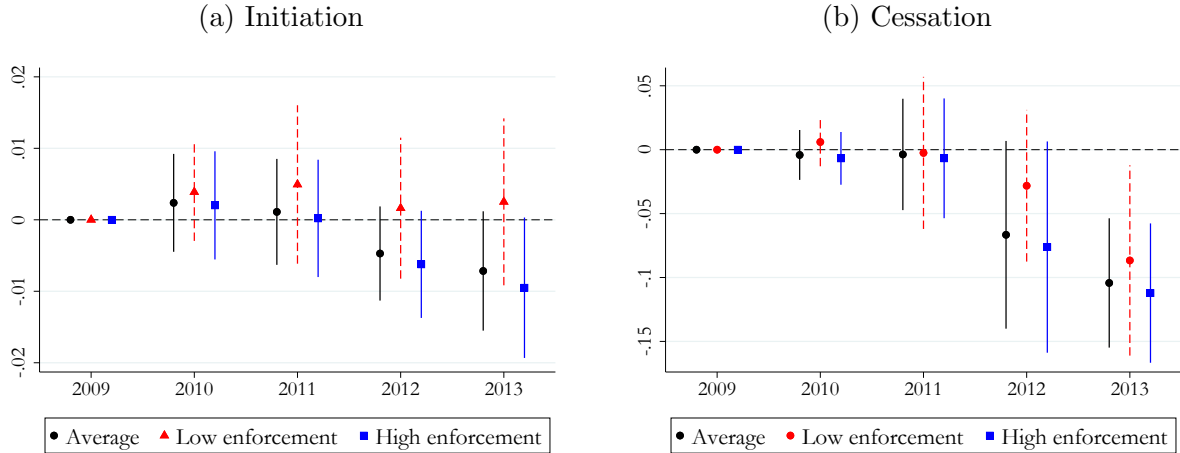 (a) Initiation
.02
.01
0
-.01
-.02
2009 2010 2011 2012 2013
Average Low enforcement High enforcement
(b) Cessation
.05
0
-.05
-.1
-.15
2009 2010 2011 2012 2013
Average Low enforcement High enforcement